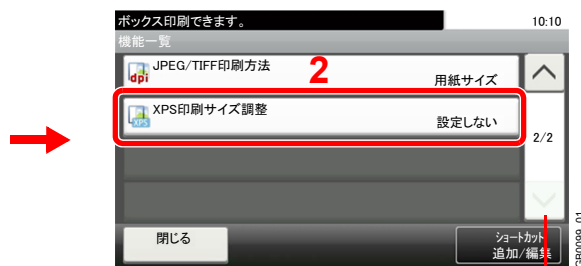 ボックス印刷できます。
10:10
機能一覧
dpi
JPEG/TIFF印刷方法
2
用紙サイズ
XPS
XPS印刷サイズ調整
設定しない
2/2
閉じる
ショートカット
追加/編集